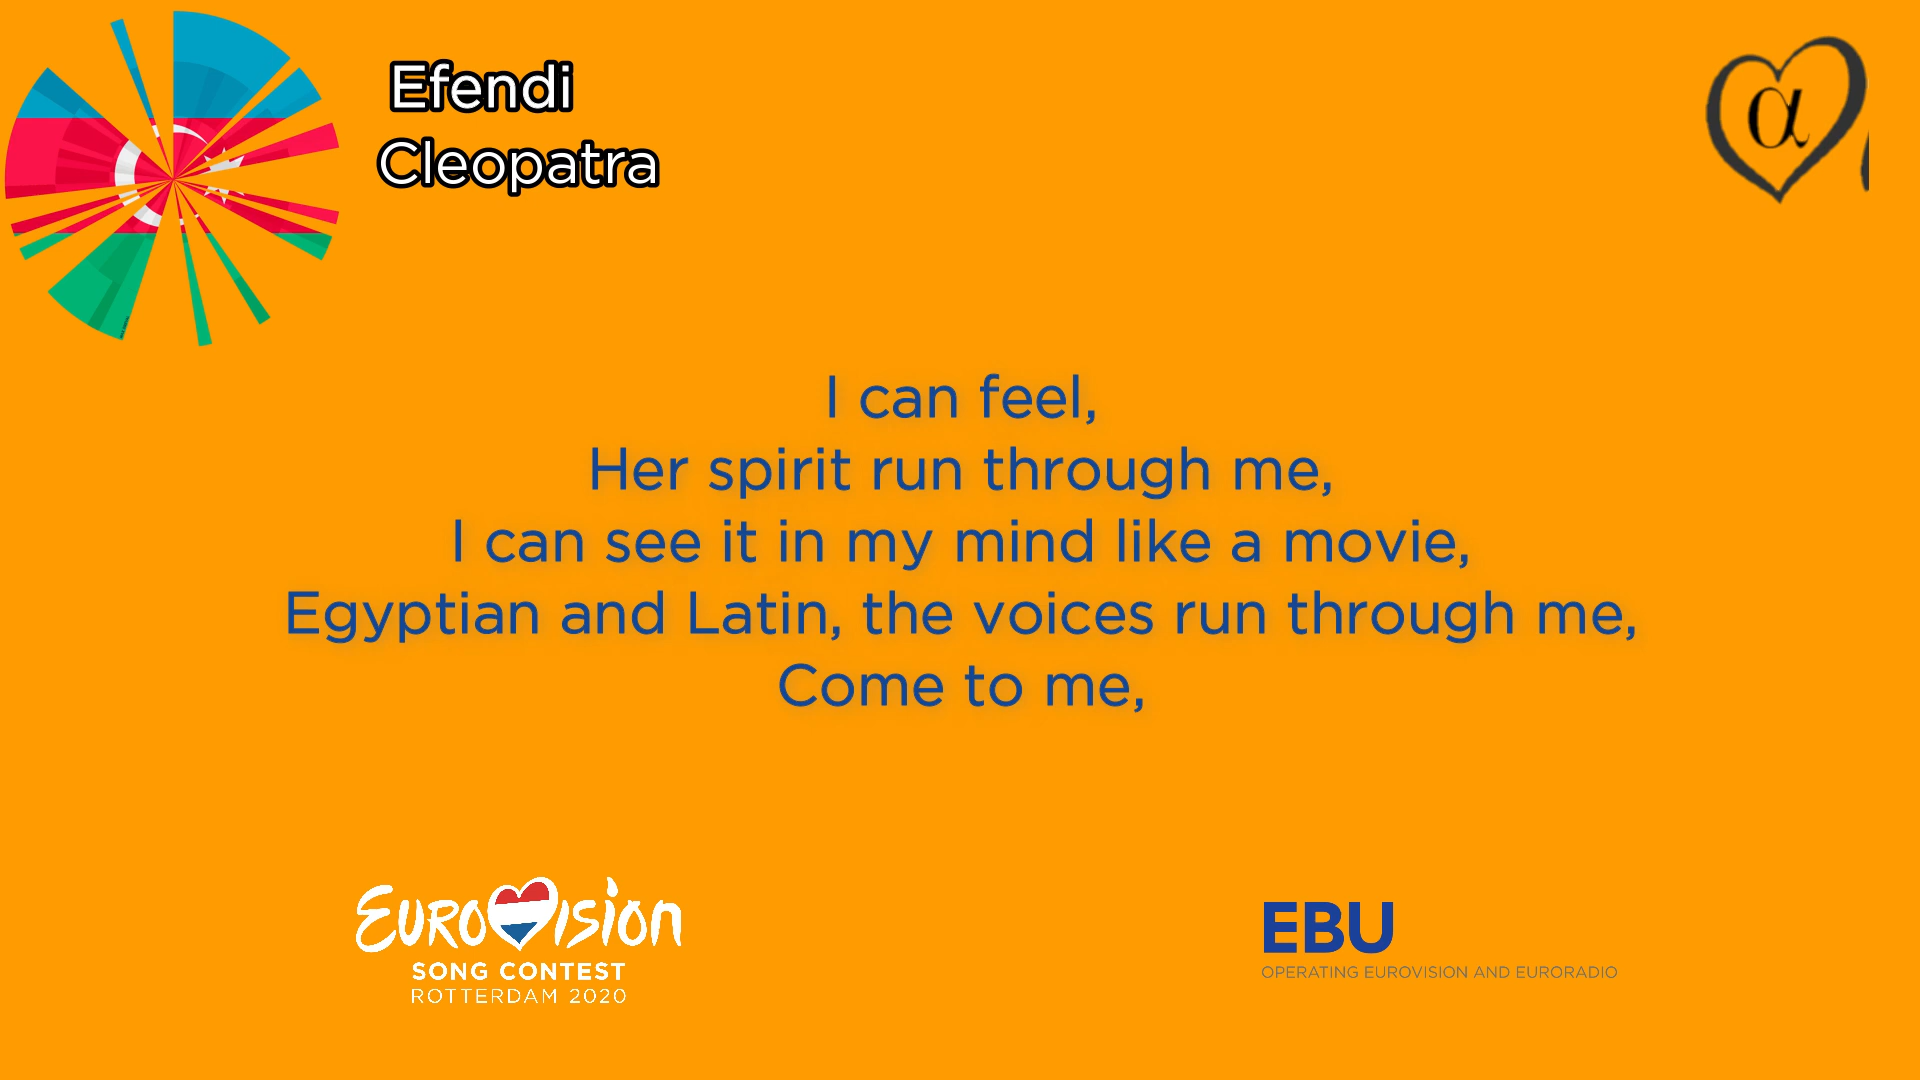 Efendi
Cleopatra
α
I can feel,
Her spirit run through me,
I can see it in my mind like a movie,
Egyptian and Latin, the voices run through me,
Come to me,
EUROVISION
SONG CONTEST
ROTTERDAM 2020
EBU
OPERATING EUROVISION AND EURORADIO